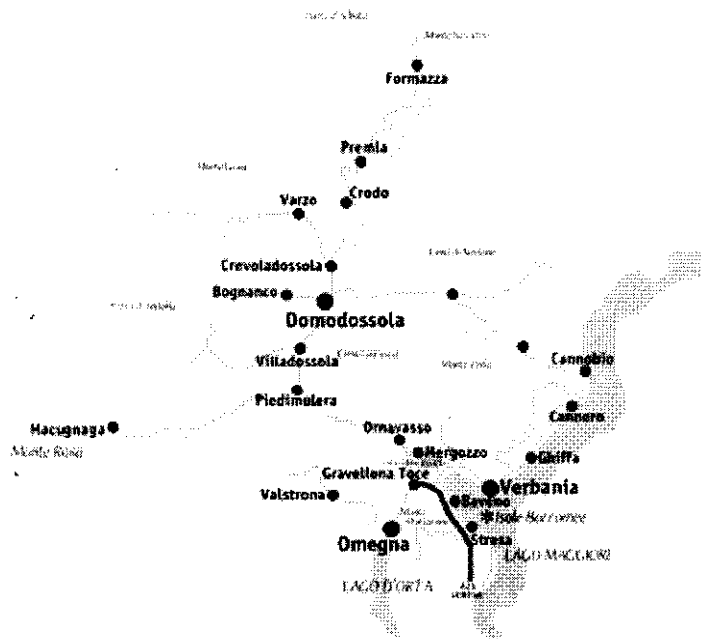 Formazza
Premia
Crodo
Varzo
Crevoladossola
Bognanco
Domodossola
Villadossola
Cannobio
Piedimulera
Cannero
Macugnaga
Ornavasso
Mergozzo
Ghiffa
Monte Rosa
Gravellona Toce
Verbania
Valstrona
Baveno
Isole Borromee
Stresa
Omegna
LAGO MAGGIORE
LAGO D'ORTA